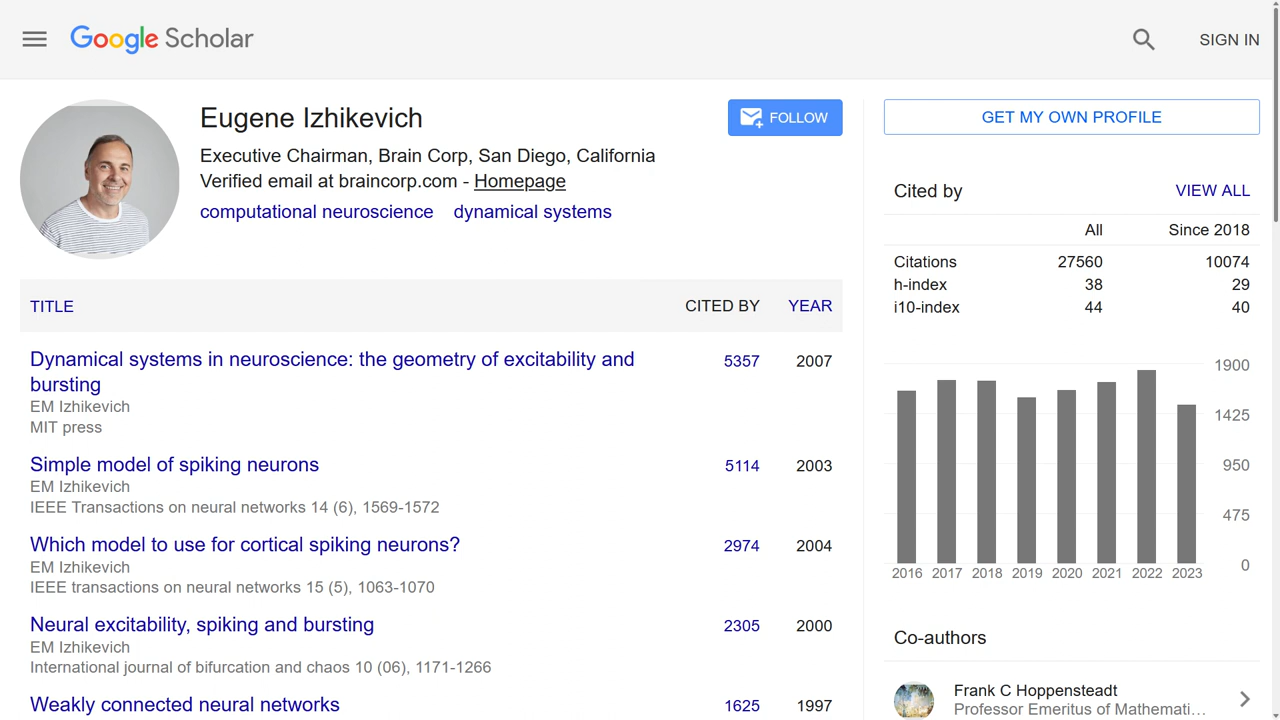 Google Scholar
SIGN IN
Eugene Izhikevich
FOLLOW
Executive Chairman, Brain Corp, San Diego, California
Verified email at braincorp.com - Homepage
computational neuroscience dynamical systems
TITLE CITED BY YEAR
Dynamical systems in neuroscience: the geometry of excitability and
bursting
5357 2007
EM Izhikevich
MIT press
Simple model of spiking neurons 5114 2003
EM Izhikevich
IEEE Transactions on neural networks 14 (6), 1569-1572
Which model to use for cortical spiking neurons? 2974 2004
EM Izhikevich
IEEE transactions on neural networks 15 (5), 1063-1070
Neural excitability, spiking and bursting 2305 2000
EM Izhikevich
International journal of bifurcation and chaos 10 (06), 1171-1266
Weakly connected neural networks 1625 1997
GET MY OWN PROFILE
Cited by VIEW ALL
All Since 2018
Citations 27560 10074
h-index 38 29
i10-index 44 40
1900
1425
950
475
0
2016 2017 2018 2019 2020 2021 2022 2023
Co-authors
Frank C Hoppensteadt
Professor Emeritus of Mathemati…